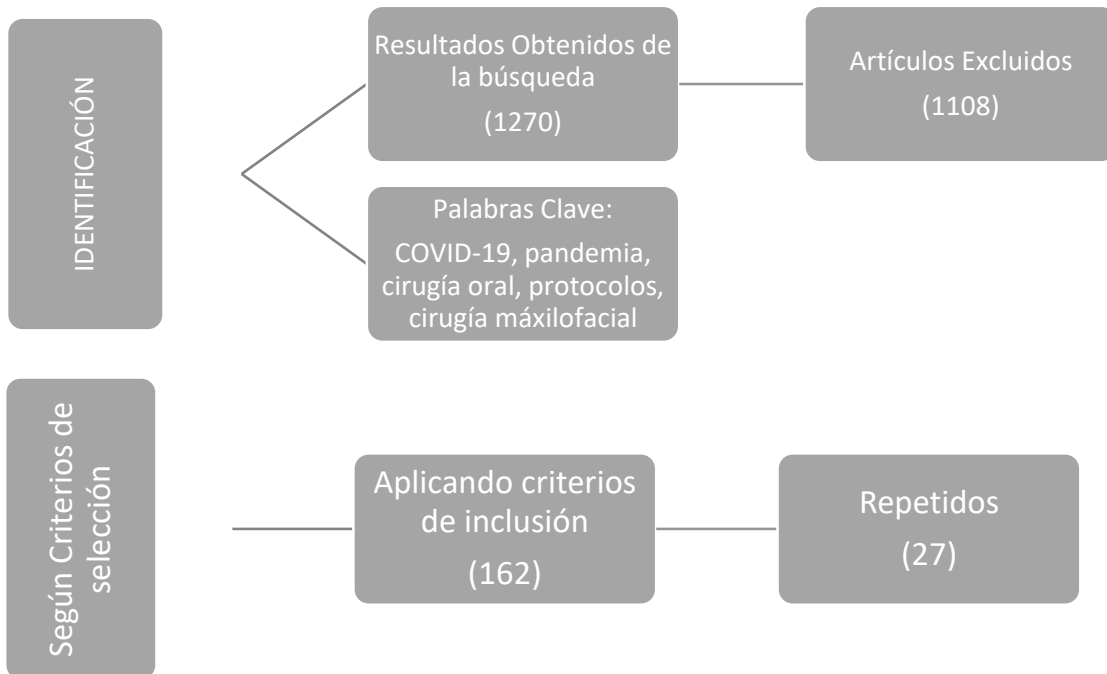 IDENTIFICACIÓN
Resultados Obtenidos de
la búsqueda
(1270)
Artículos Excluidos
(1108)
Palabras Clave:
COVID-19, pandemia,
cirugía oral, protocolos,
cirugía máxilofacial
Según Criterios de
selección
Aplicando criterios
de inclusión
(162)
Repetidos
(27)